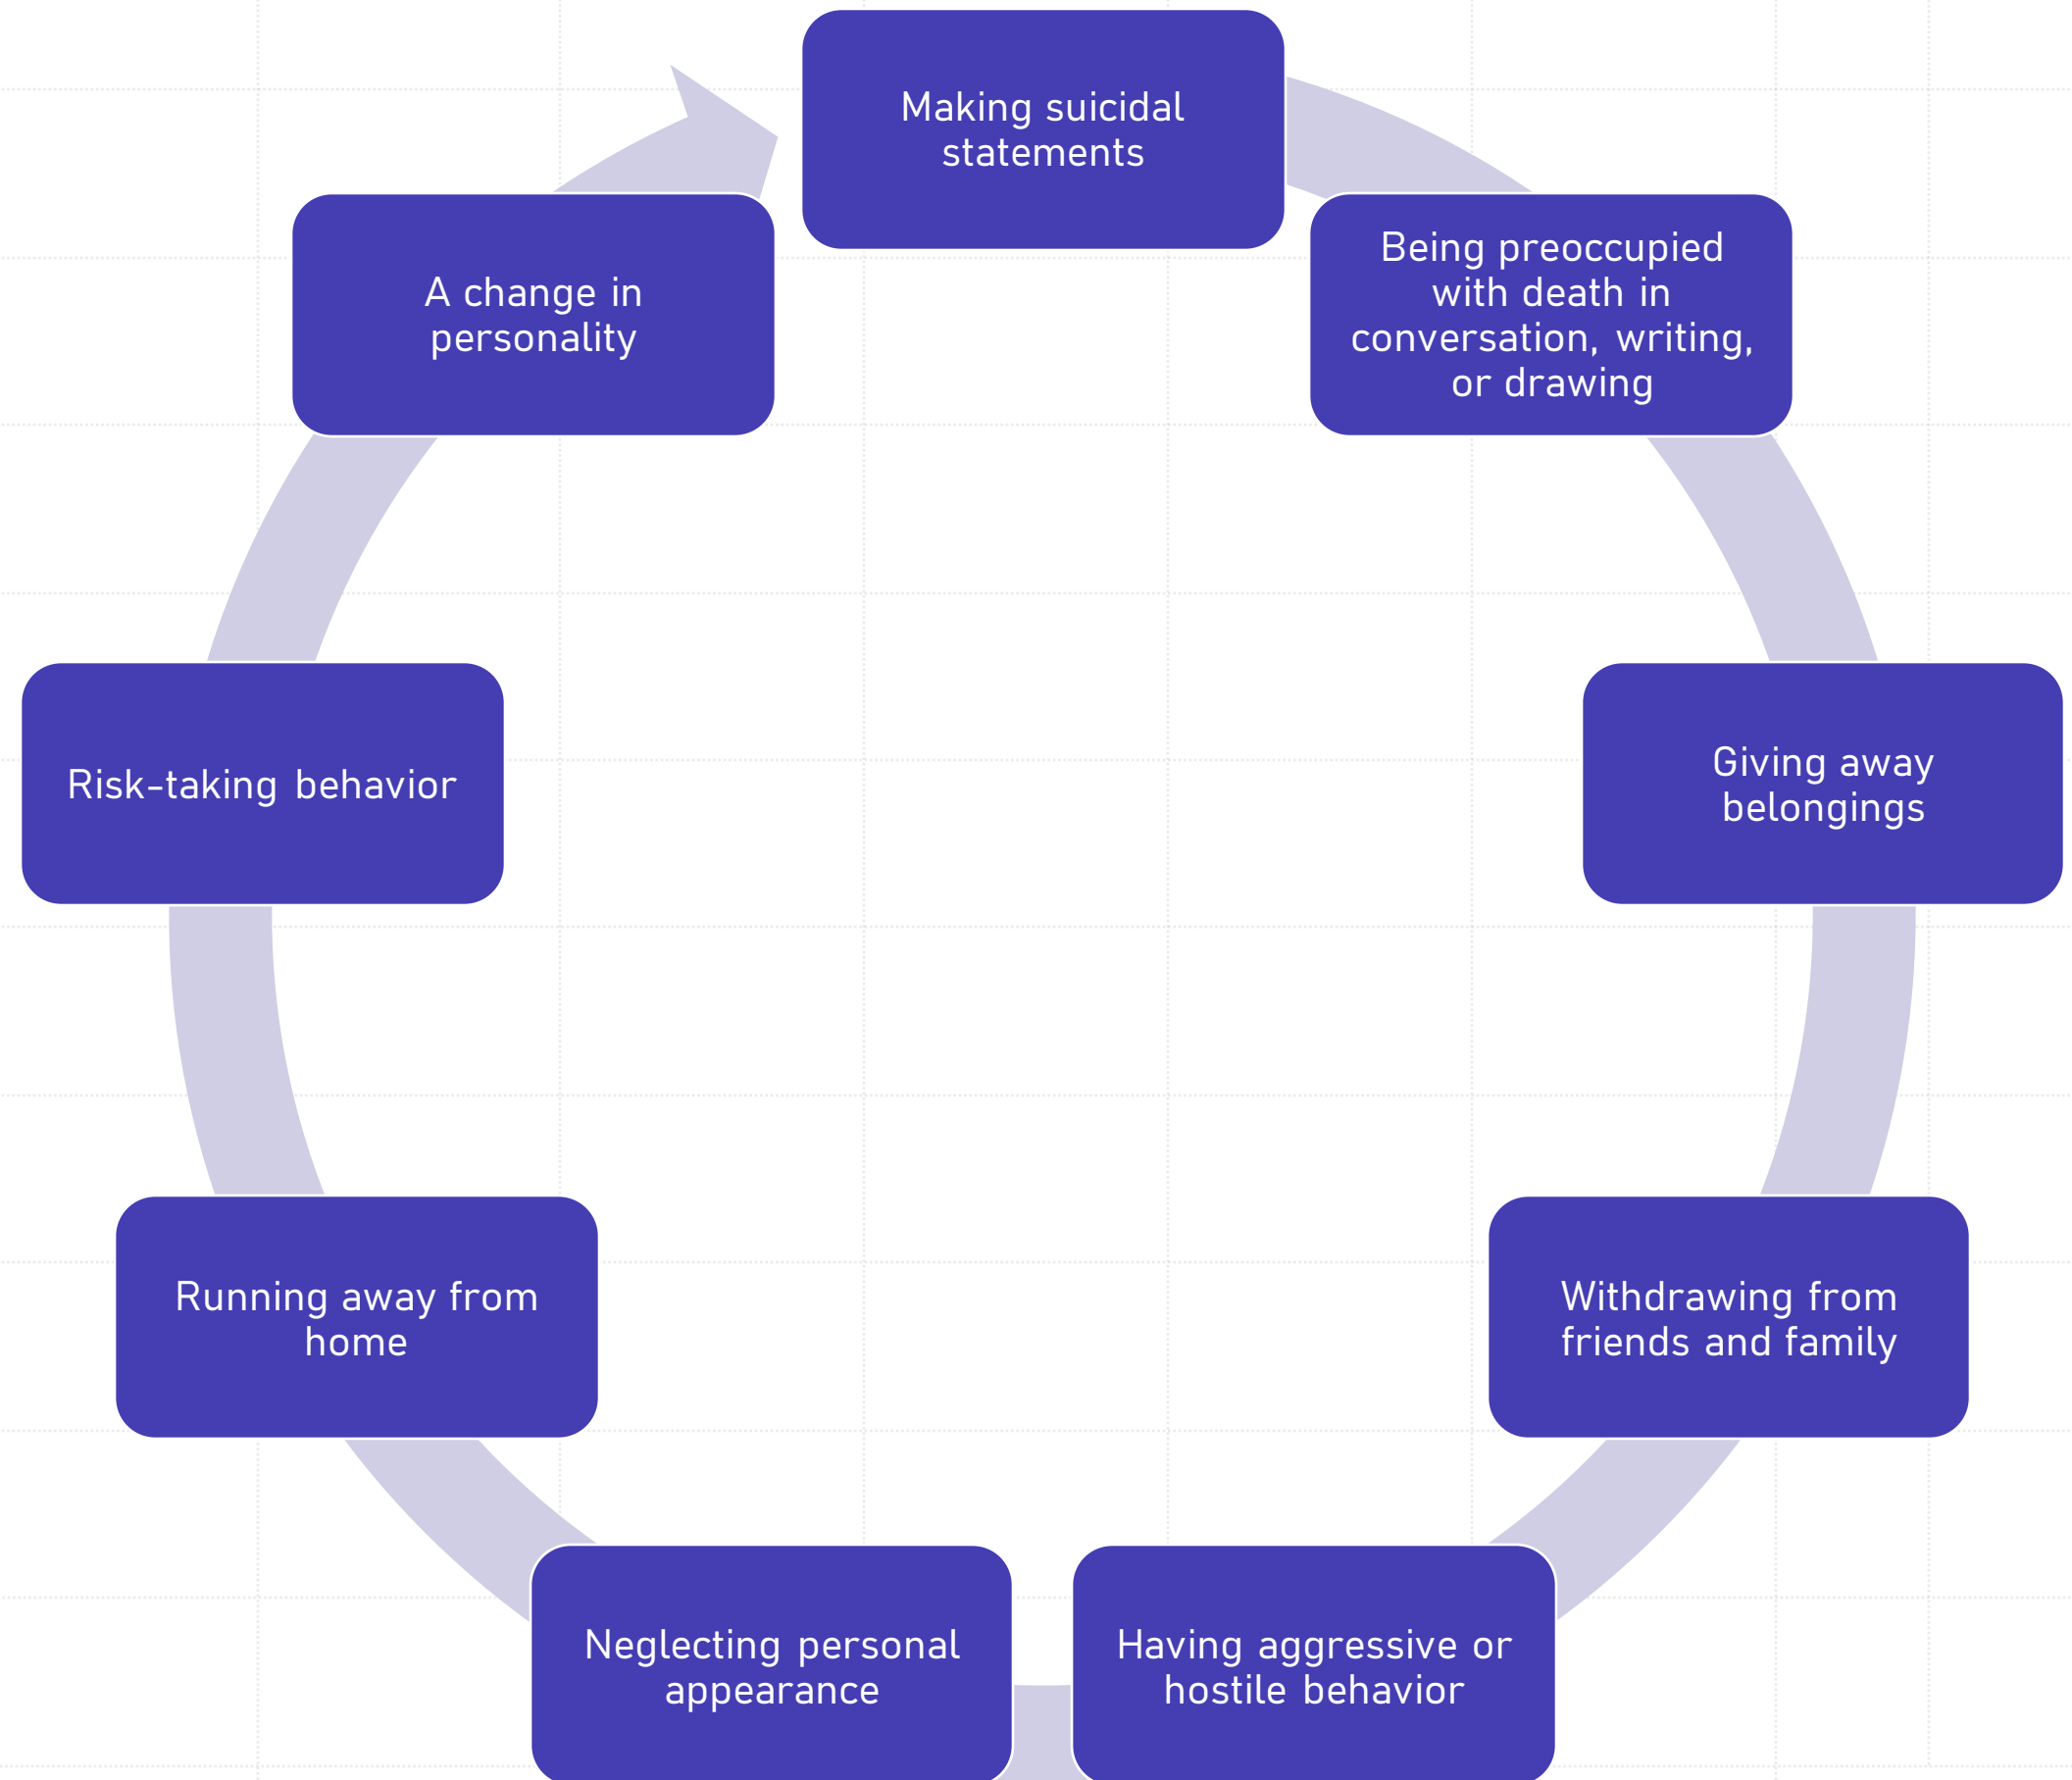 Making suicidal
statements
Being preoccupied
with death in
conversation, writing,
or drawing
Giving away
belongings
Withdrawing from
friends and family
Having aggressive or
hostile behavior
Neglecting personal
appearance
Running away from
home
Risk-taking behavior
A change in
personality